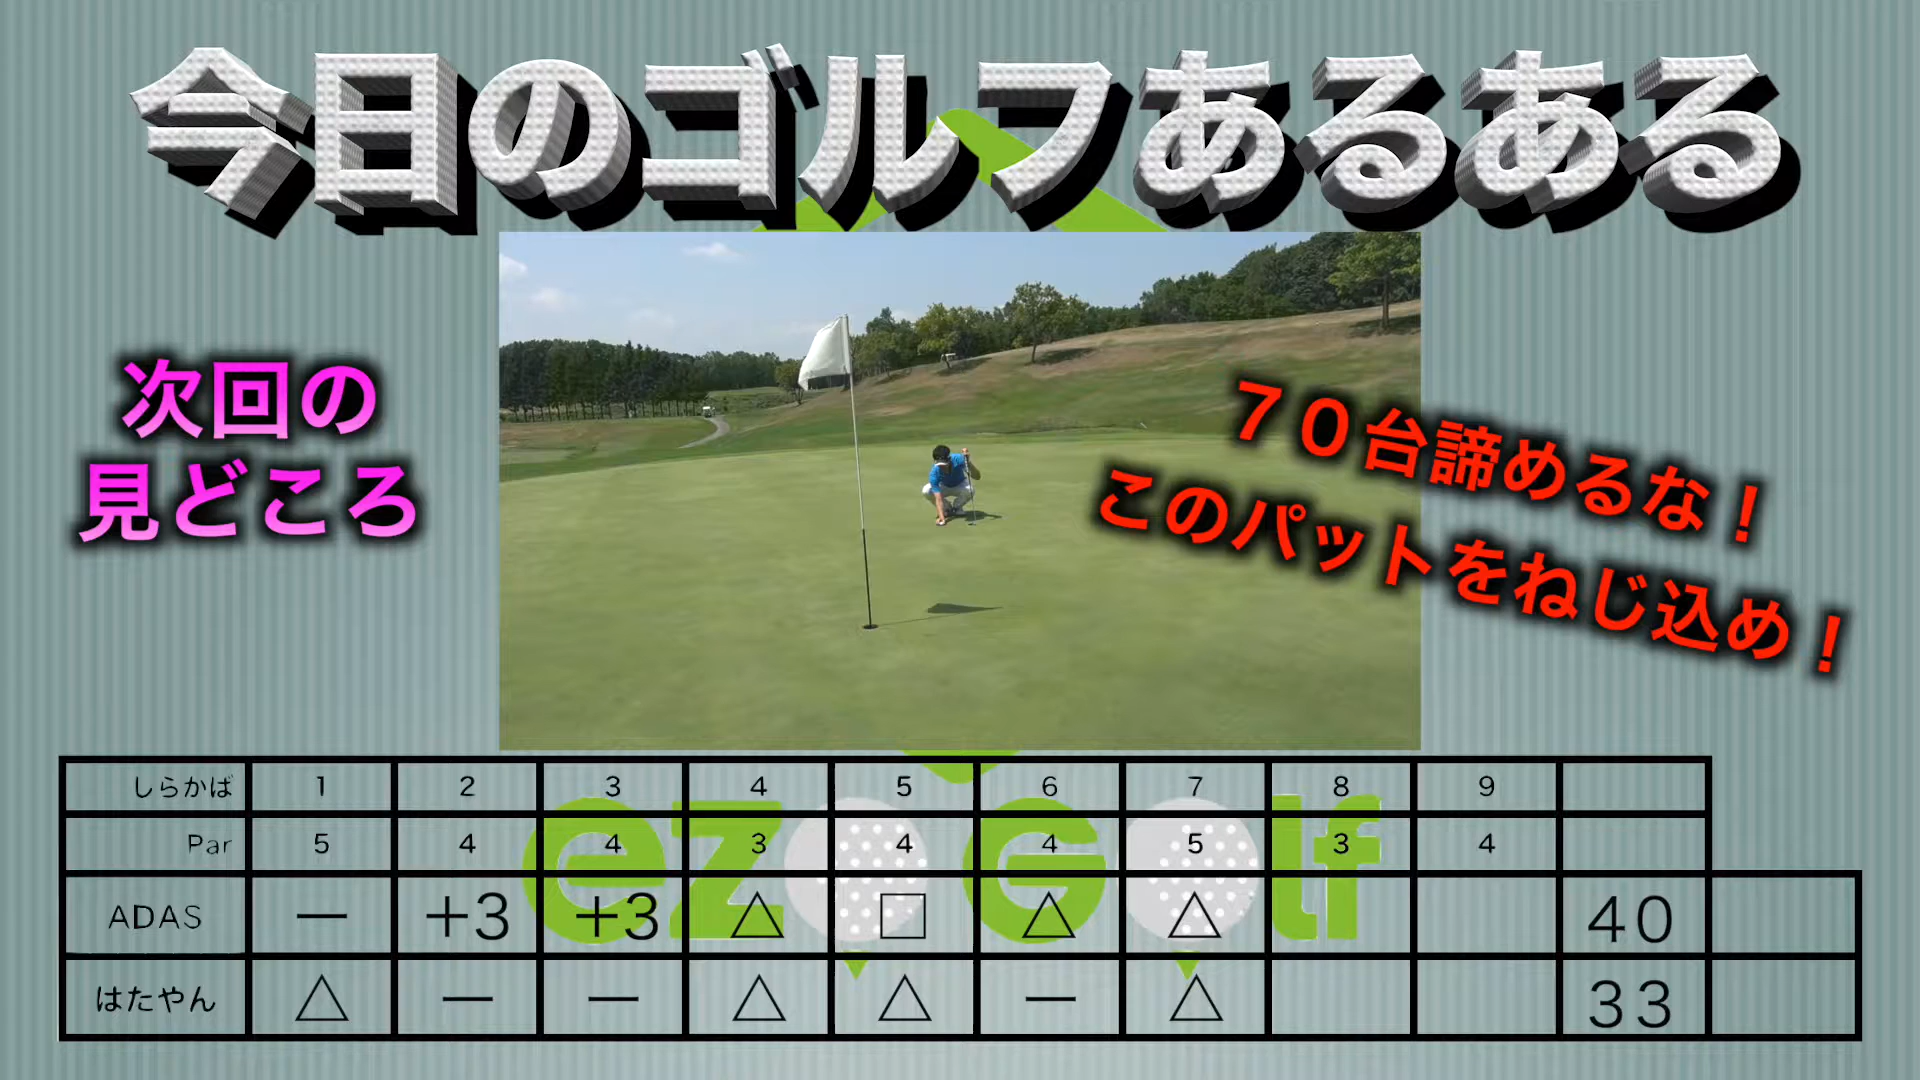 今日のゴルフあるある
次回の
見どころ
７０台諦めるな！
このパットをねじ込め！
しらかば 1 2 3 4 5 6 7 8 9
Par 5 4 4 3 4 4 5 3 4
ADAS — +3 +3 △ □ △ △ 40
はたやん △ — — △ △ — △ 33
ezo Golf